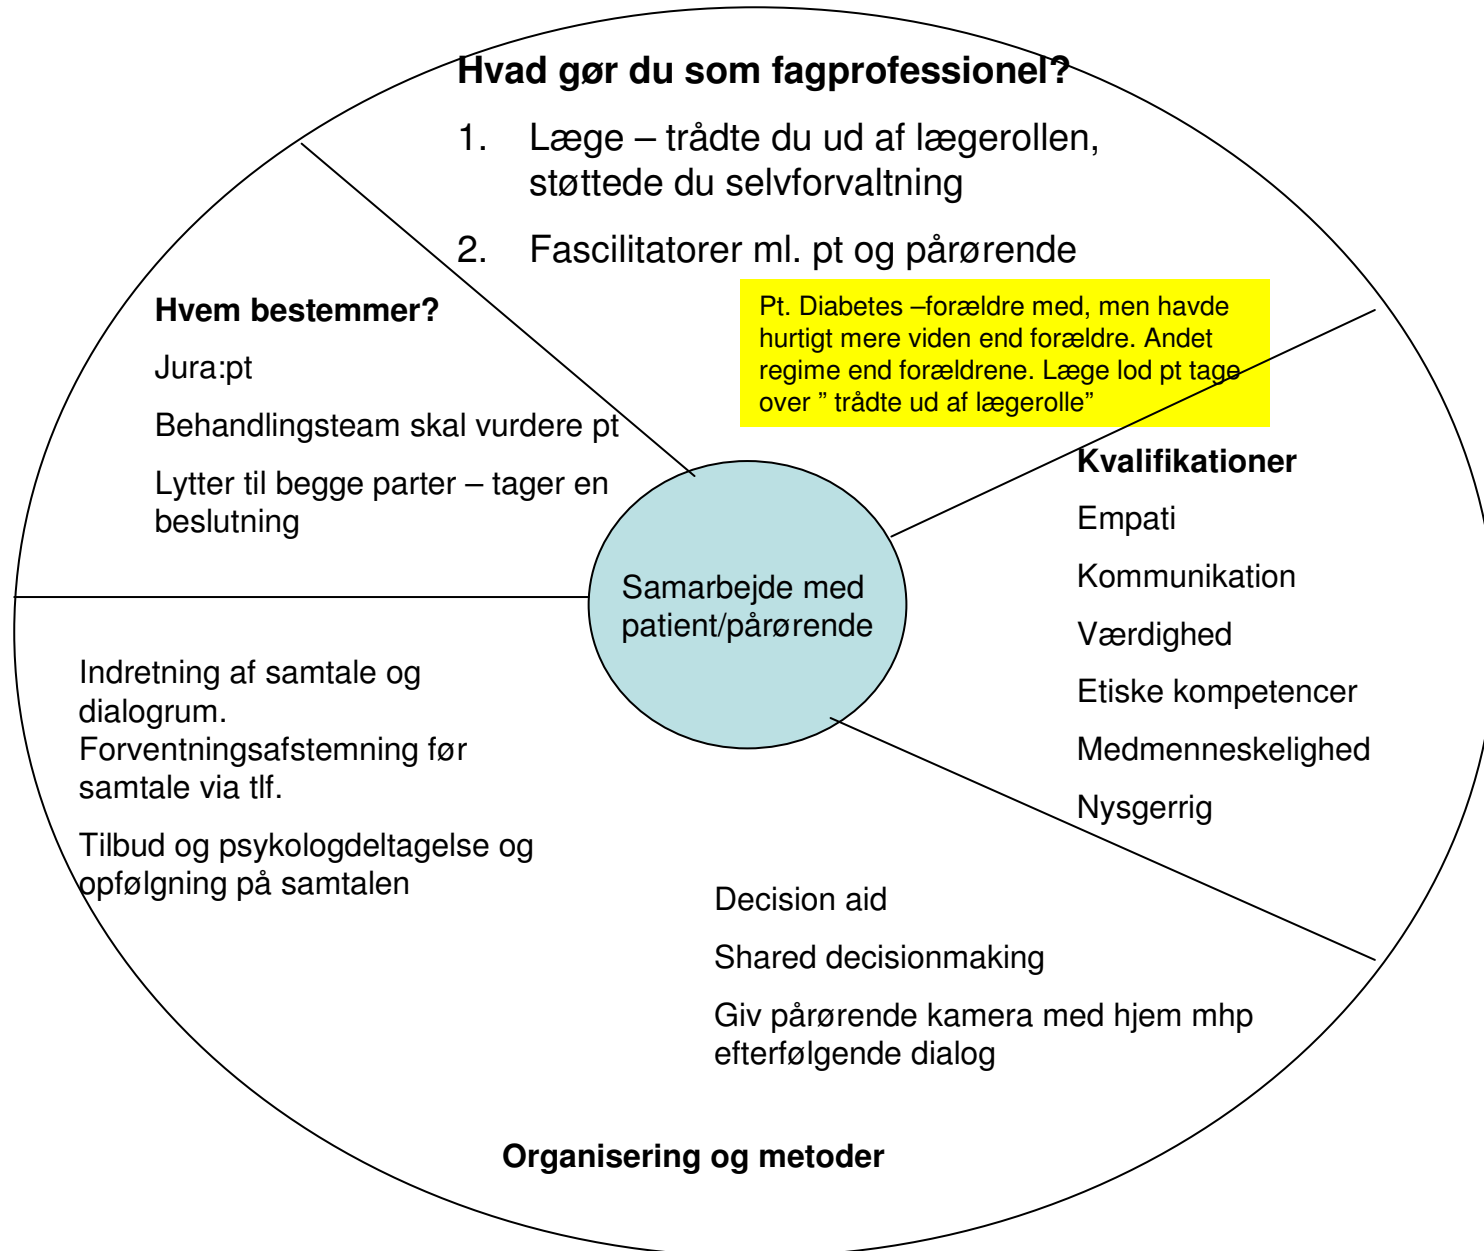 Hvad gør du som fagprofessionel?
1. Læge – trådte du ud af lægerollen,
støttede du selvforvaltning
2. Fascilitatorer ml. pt og pårørende
Pt. Diabetes –forældre med, men havde
hurtigt mere viden end forældre. Andet
regime end forældrene. Læge lod pt tage
over ” trådte ud af lægerolle”
Hvem bestemmer?
Jura:pt
Behandlingsteam skal vurdere pt
Lytter til begge parter – tager en
beslutning
Kvalifikationer
Empati
Kommunikation
Værdighed
Etiske kompetencer
Medmenneskelighed
Nysgerrig
Samarbejde med
patient/pårørende
Indretning af samtale og
dialogrum.
Forventningsafstemning før
samtale via tlf.
Tilbud og psykologdeltagelse og
opfølgning på samtalen
Decision aid
Shared decisionmaking
Giv pårørende kamera med hjem mhp
efterfølgende dialog
Organisering og metoder